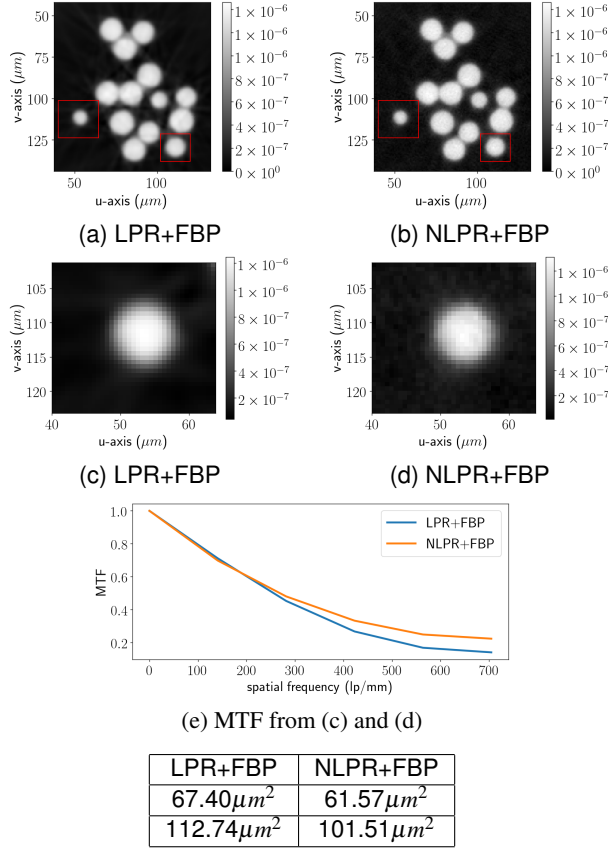 50
75
100
125
v-axis (μm)
50
100
u-axis (μm)
1 × 10⁻⁶
1 × 10⁻⁶
8 × 10⁻⁷
6 × 10⁻⁷
4 × 10⁻⁷
2 × 10⁻⁷
0 × 10⁰
(a) LPR+FBP
50
75
100
125
v-axis (μm)
50
100
u-axis (μm)
1 × 10⁻⁶
1 × 10⁻⁶
8 × 10⁻⁷
6 × 10⁻⁷
4 × 10⁻⁷
2 × 10⁻⁷
0 × 10⁰
(b) NLPR+FBP
105
110
115
120
v-axis (μm)
40
50
60
u-axis (μm)
1 × 10⁻⁶
1 × 10⁻⁶
8 × 10⁻⁷
6 × 10⁻⁷
4 × 10⁻⁷
2 × 10⁻⁷
(c) LPR+FBP
105
110
115
120
v-axis (μm)
40
50
60
u-axis (μm)
1 × 10⁻⁶
1 × 10⁻⁶
8 × 10⁻⁷
6 × 10⁻⁷
4 × 10⁻⁷
2 × 10⁻⁷
(d) NLPR+FBP
1.0
0.8
0.6
0.4
0.2
MTF
LPR+FBP
NLPR+FBP
0 100 200 300 400 500 600 700
spatial frequency (lp/mm)
(e) MTF from (c) and (d)
LPR+FBP NLPR+FBP
67.40μm² 61.57μm²
112.74μm² 101.51μm²